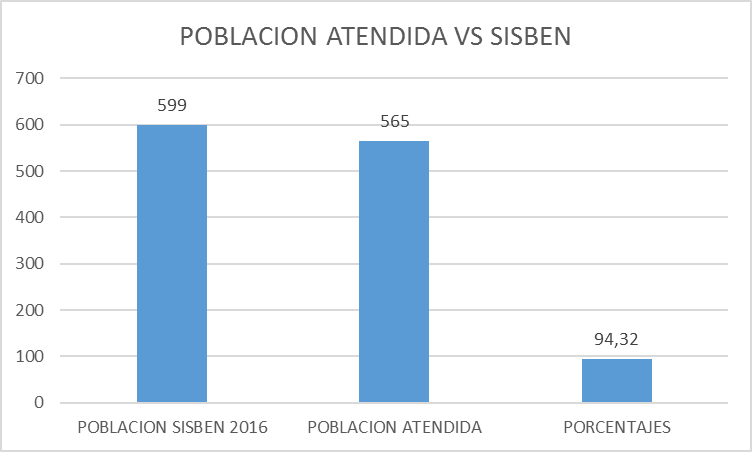 POBLACION ATENDIDA VS SISBEN
700
600
500
400
300
200
100
0
599
565
94,32
POBLACION SISBEN 2016
POBLACION ATENDIDA
PORCENTAJES